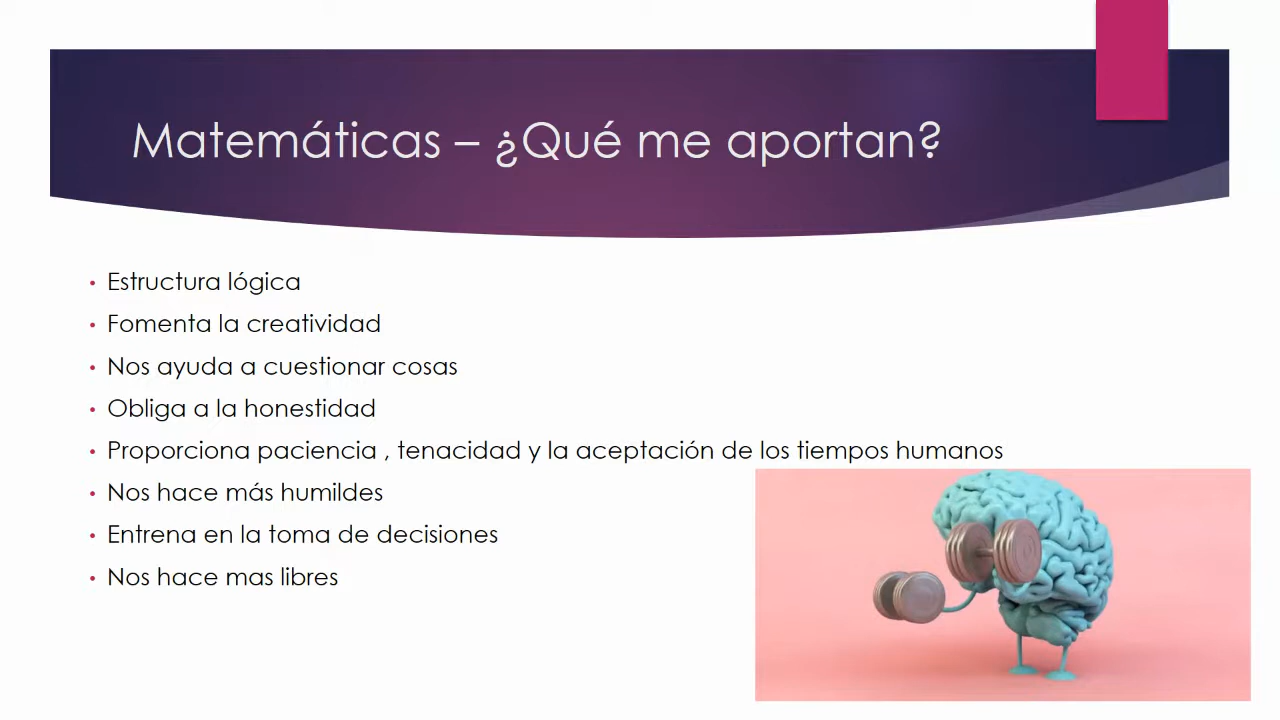 Matemáticas – ¿Qué me aportan?
• Estructura lógica
• Fomenta la creatividad
• Nos ayuda a cuestionar cosas
• Obliga a la honestidad
• Proporciona paciencia , tenacidad y la aceptación de los tiempos humanos
• Nos hace más humildes
• Entrena en la toma de decisiones
• Nos hace mas libres